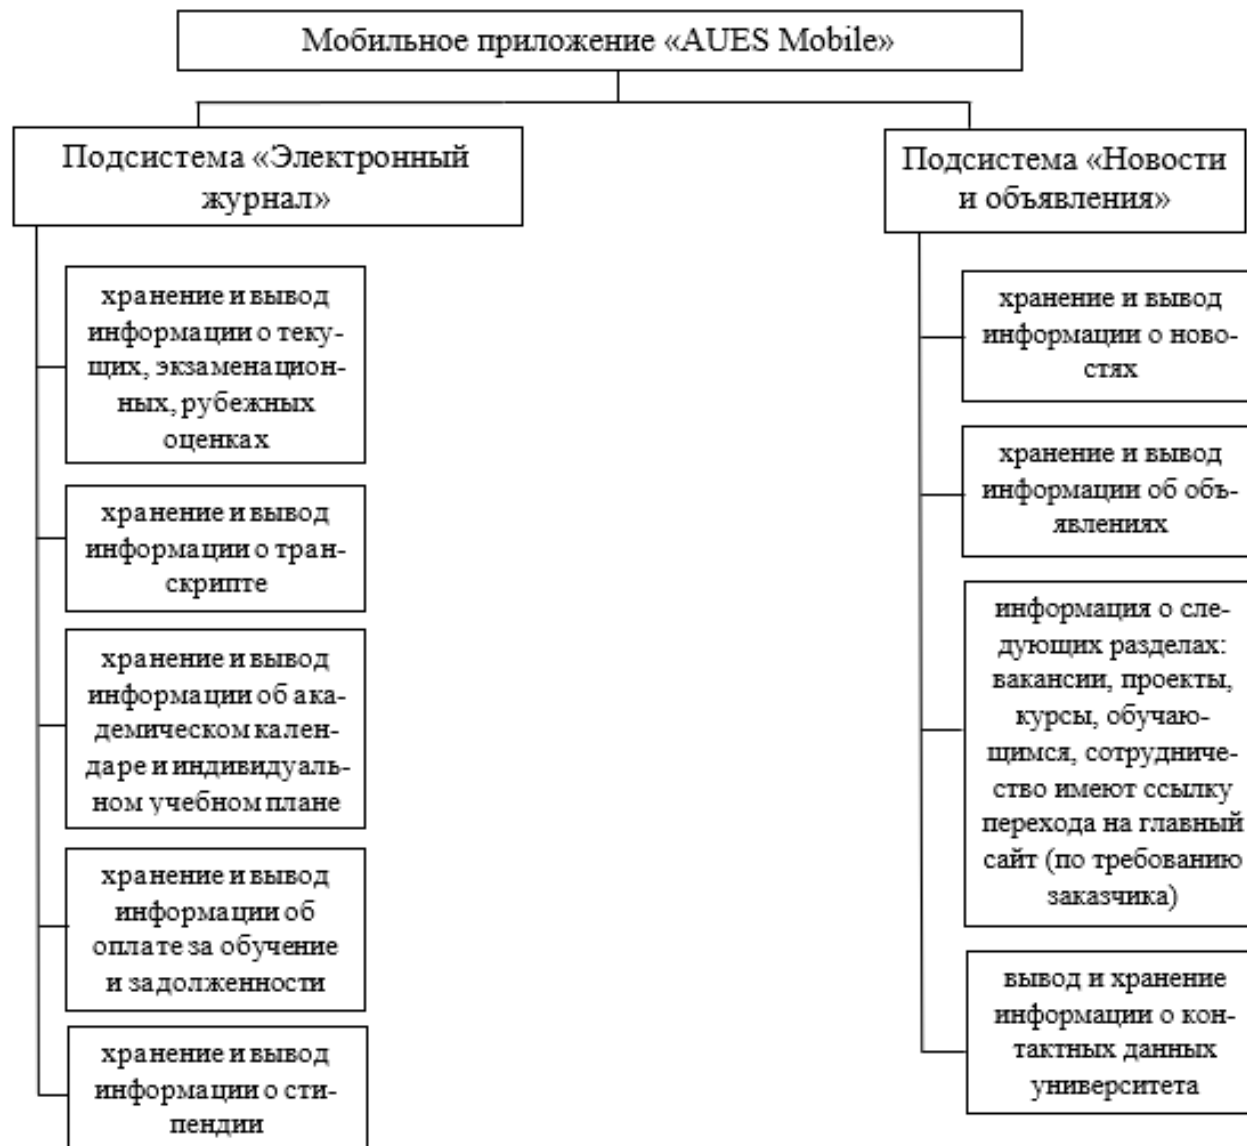 Мобильное приложение «AUES Mobile»
Подсистема «Электронный
журнал»
хранение и вывод
информации о теку-
щих, экзаменацион-
ных, рубежных
оценках
хранение и вывод
информации о тран-
скрипте
хранение и вывод
информации об ака-
демическом кален-
даре и индивидуаль-
ном учебном плане
хранение и вывод
информации об
оплате за обучение
и задолженности
хранение и вывод
информации о сти-
пендии
Подсистема «Новости
и объявления»
хранение и вывод
информации о ново-
стях
хранение и вывод
информации об объ-
явлениях
информация о сле-
дующих разделах:
вакансии, проекты,
курсы, обучаю-
щимся, сотрудниче-
ство имеют ссылку
перехода на главный
сайт (по требованию
заказчика)
вывод и хранение
информации о кон-
тактных данных
университета